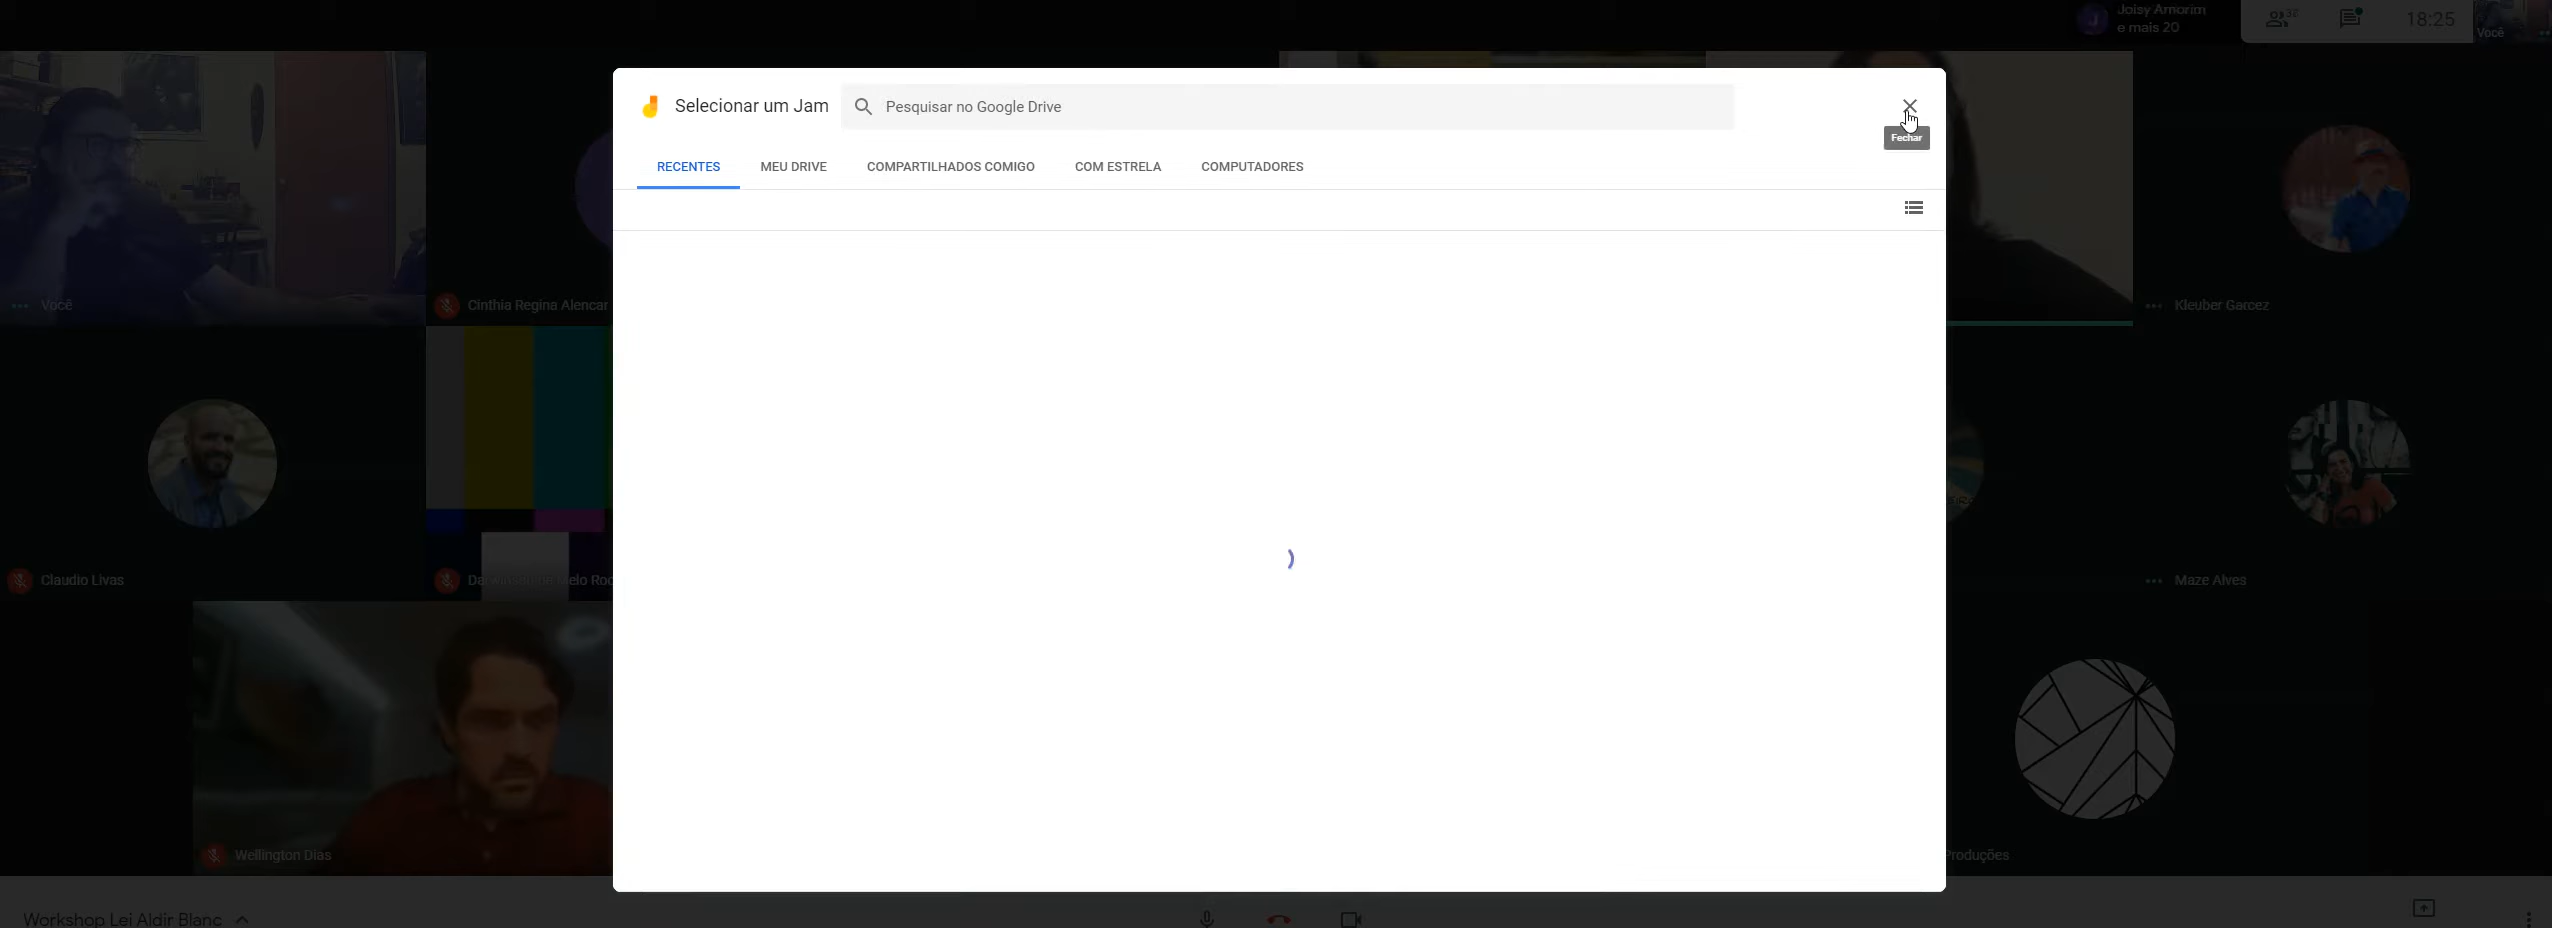 Joisy Amorim
e mais 20
32
18:25
Você
Selecionar um Jam
Pesquisar no Google Drive
Fechar
RECENTES
MEU DRIVE
COMPARTILHADOS COMIGO
COM ESTRELA
COMPUTADORES
Você
Cinthia Regina Alencar
Kleuber Garcez
Claudio Livas
Melo
Maze Alves
Wellington Dias
Produções
Workshop Lei Aldir Blanc